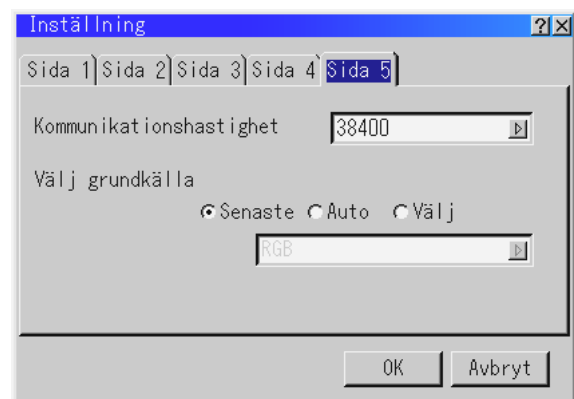 Inställning
Sida 1 Sida 2 Sida 3 Sida 4 Sida 5
Kommunikationshastighet 38400
Välj grundkälla
Senaste Auto Välj
RGB
OK Avbryt